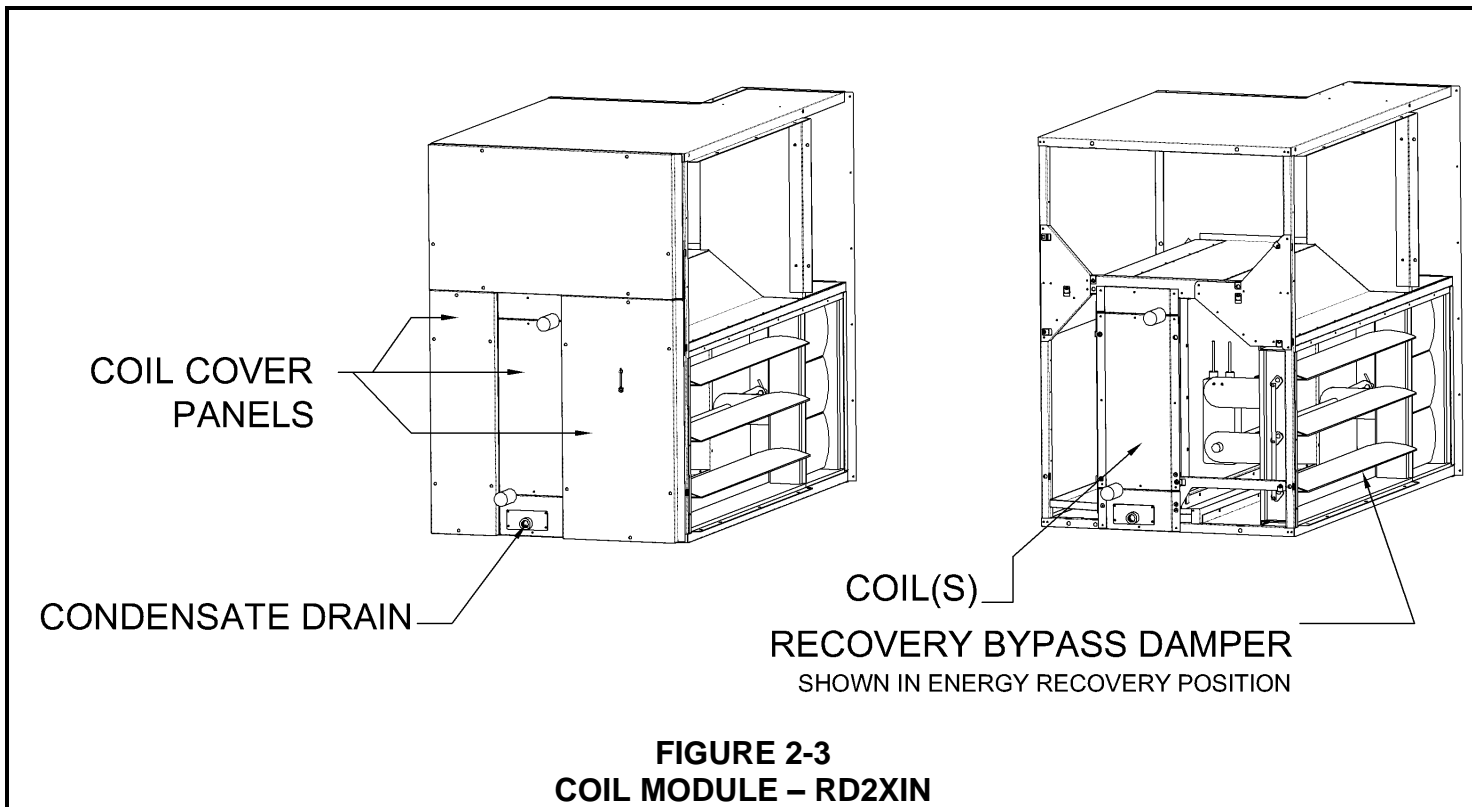 COIL COVER
PANELS
CONDENSATE DRAIN
COIL(S)
RECOVERY BYPASS DAMPER
SHOWN IN ENERGY RECOVERY POSITION
FIGURE 2-3
COIL MODULE – RD2XIN